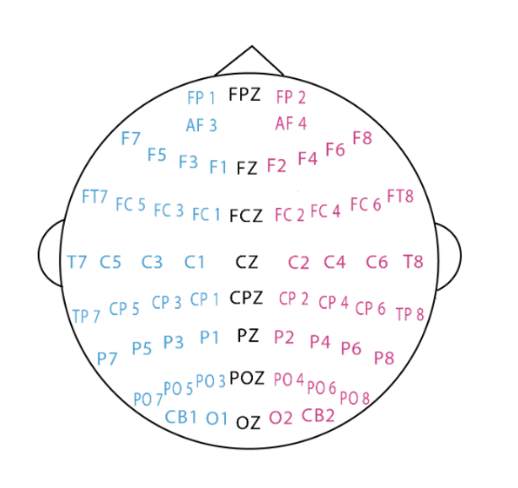 FP 1 FPZ FP 2
AF 3 AF 4
F7 F5 F3 F1 FZ F2 F4 F6 F8
FT7 FC 5 FC 3 FC 1 FCZ FC 2 FC 4 FC 6 FT8
T7 C5 C3 C1 CZ C2 C4 C6 T8
TP 7 CP 5 CP 3 CP 1 CPZ CP 2 CP 4 CP 6 TP 8
P7 P5 P3 P1 PZ P2 P4 P6 P8
PO 7 PO 5 PO 3 POZ PO 4 PO 6 PO 8
CB1 O1 OZ O2 CB2